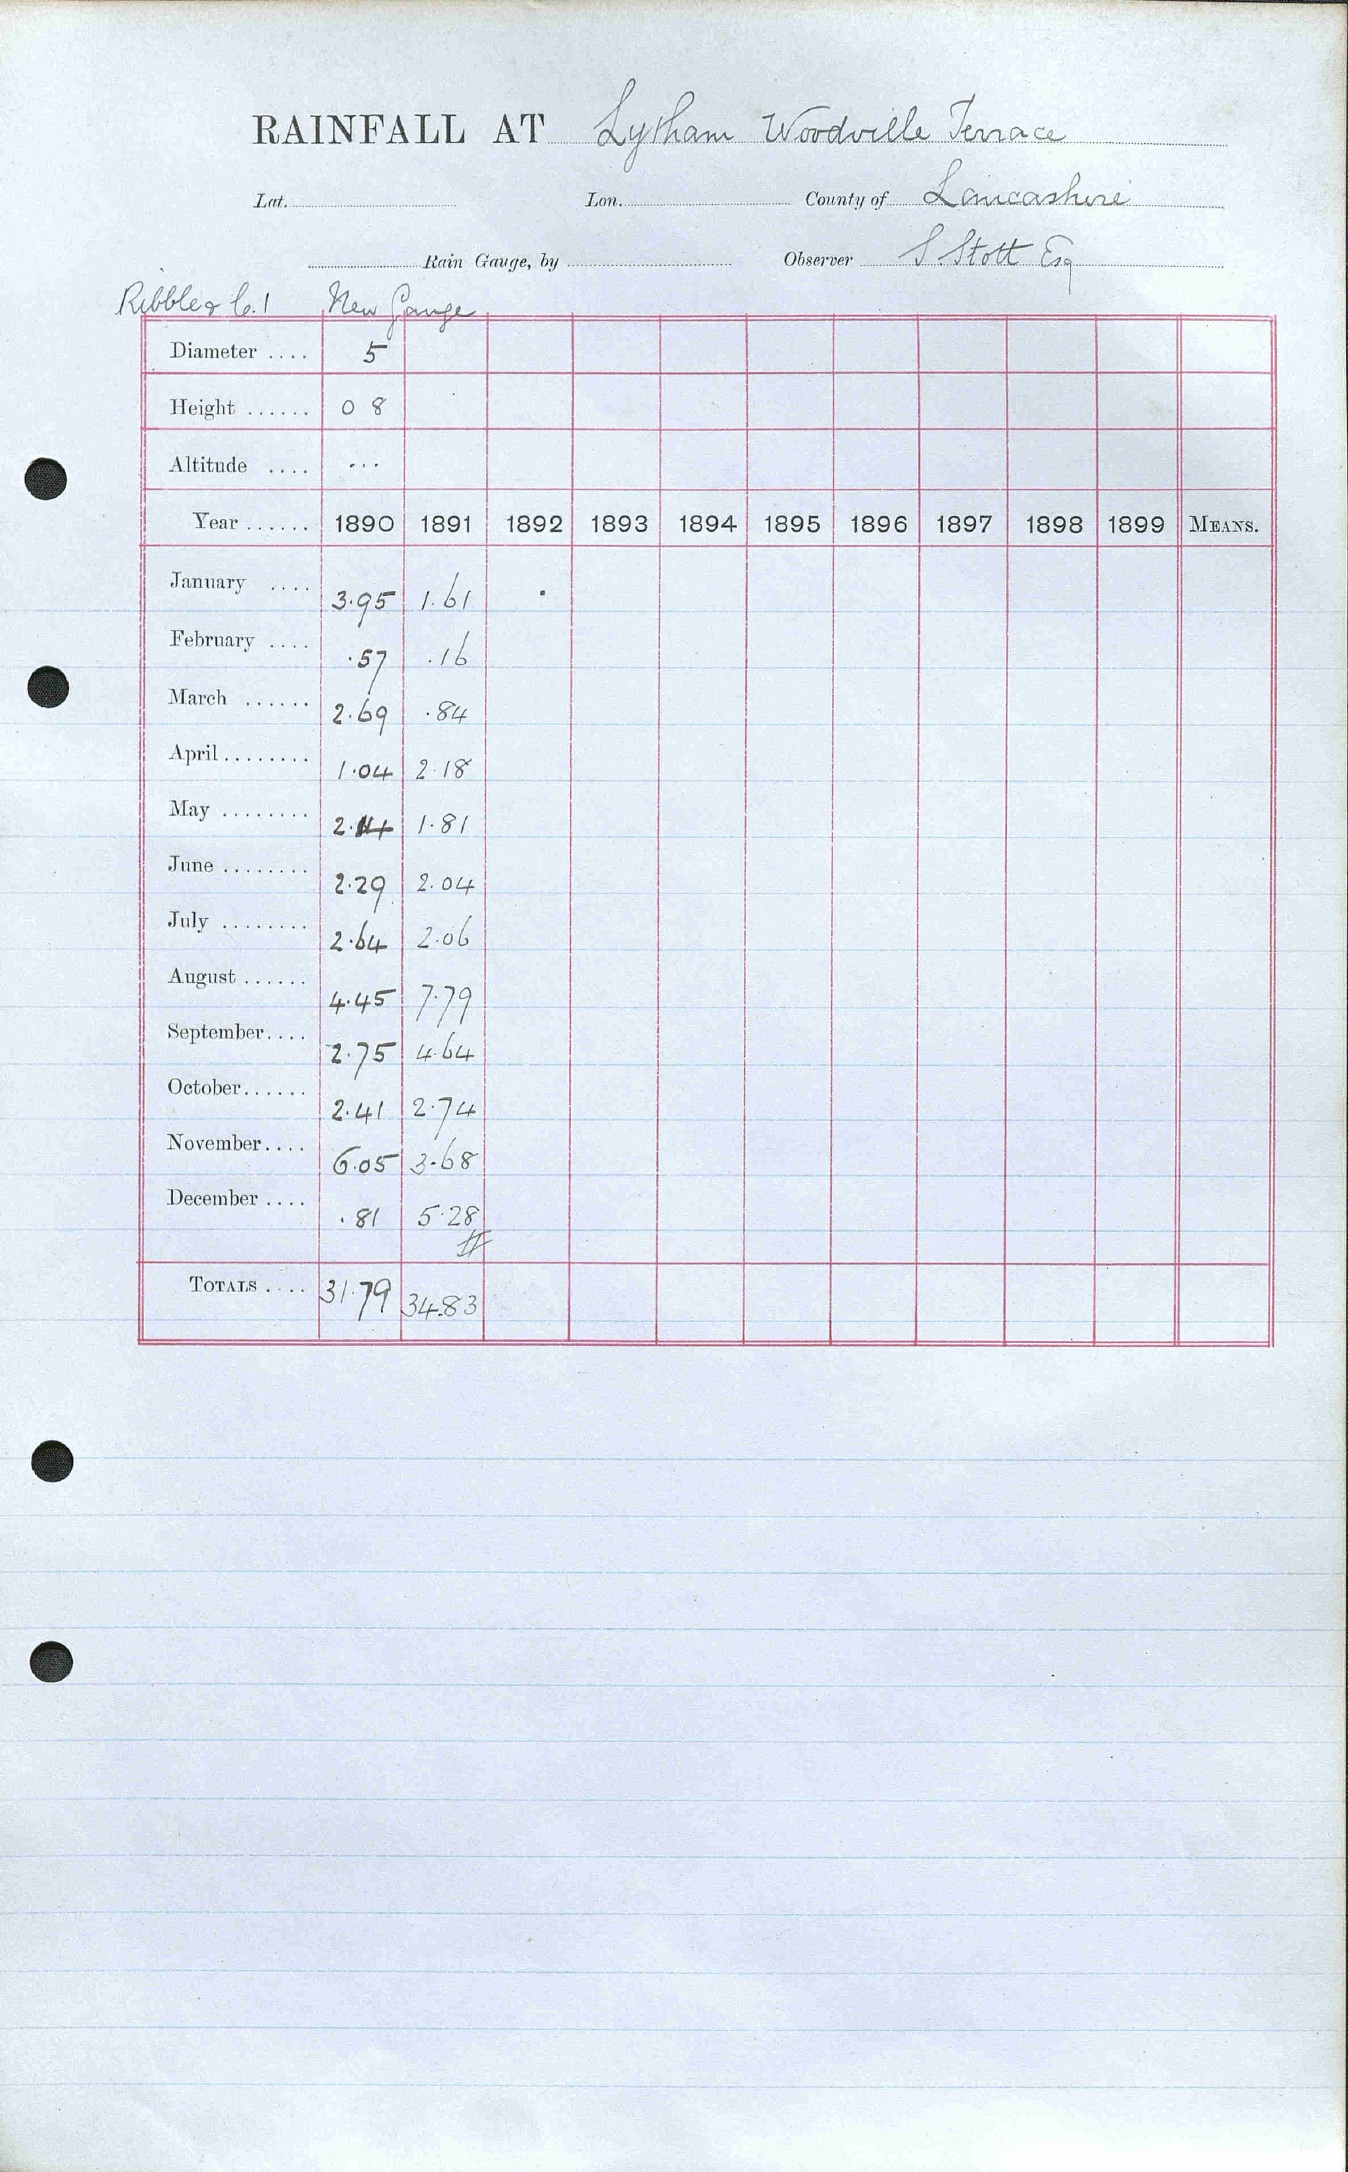 RAINFALL AT Lytham Woodville Terrace
Lat. Lon. County of Lancashire
Rain Gauge, by Observer S. Stott Esq
Ribble & C. 1 New Gauge
Diameter .... 5
Height ...... 0 8
Altitude .... ...
Year ...... 1890 1891 1892 1893 1894 1895 1896 1897 1898 1899 MEANS.
January .... 3.95 1.61
February .... .57 .16
March ...... 2.69 .84
April ........ 1.04 2.18
May ........ 2.14 1.81
June ........ 2.29 2.04
July ........ 2.64 2.06
August ...... 4.45 7.79
September.... 2.75 4.64
October...... 2.41 2.74
November.... 6.05 3.68
December .... .81 5.28
TOTALS .... 31.79 34.83